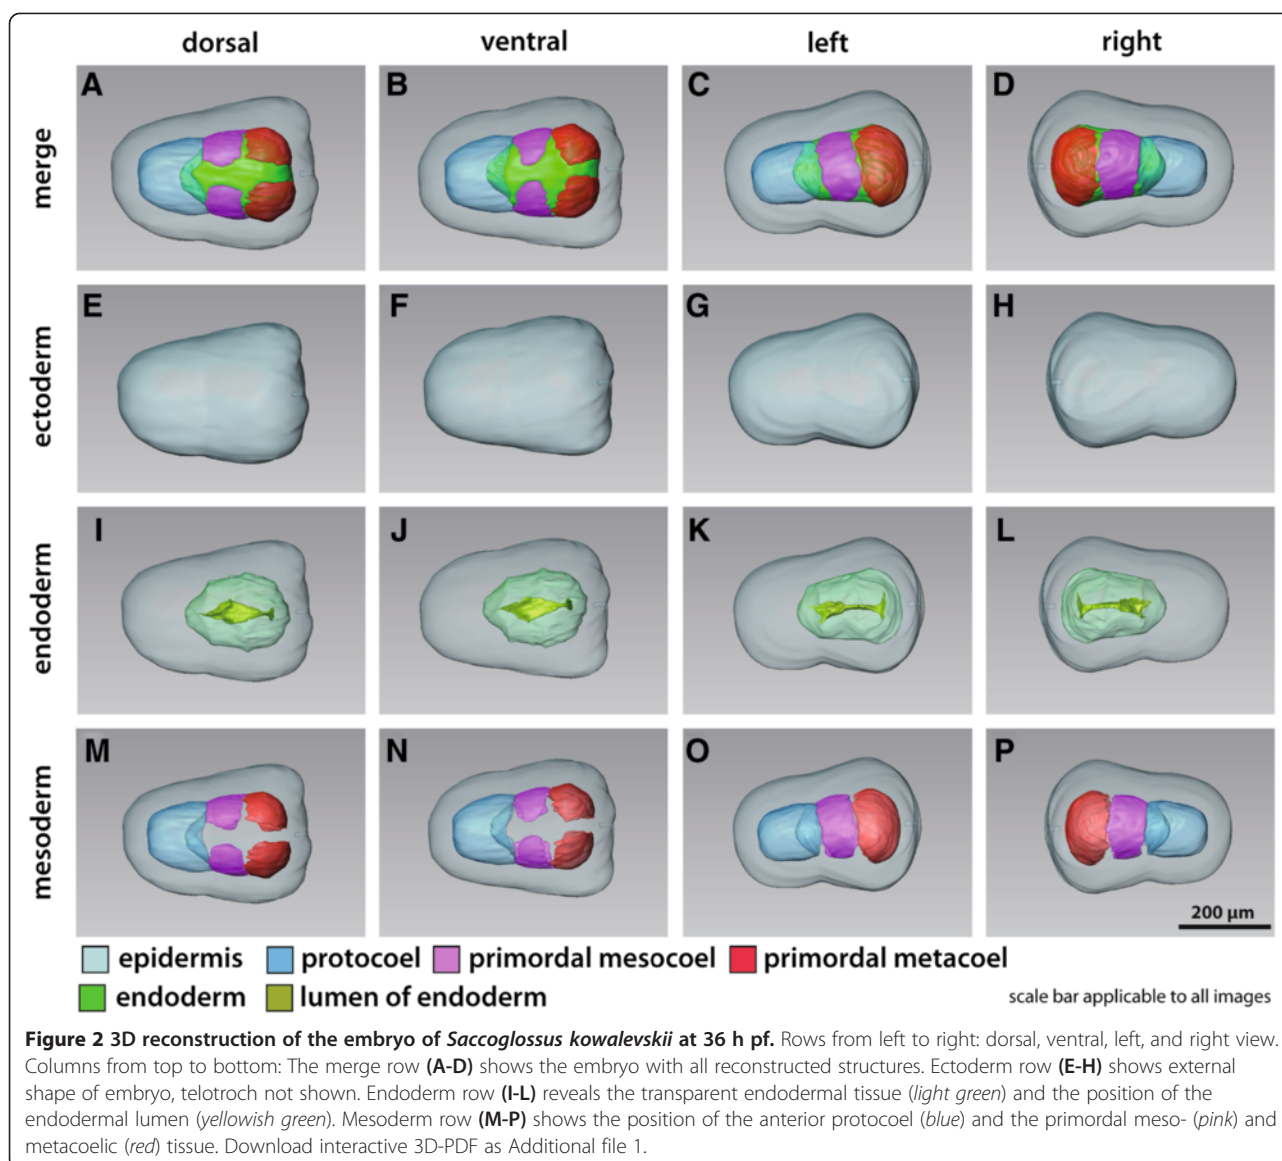 dorsal ventral left right
merge
A B C D
ectoderm
E F G H
endoderm
I J K L
mesoderm
M N O P
200 µm
epidermis protocoel primordal mesocoel primordal metacoel
endoderm lumen of endoderm
scale bar applicable to all images
Figure 2 3D reconstruction of the embryo of Saccoglossus kowalevskii at 36 h pf. Rows from left to right: dorsal, ventral, left, and right view.
Columns from top to bottom: The merge row (A-D) shows the embryo with all reconstructed structures. Ectoderm row (E-H) shows external
shape of embryo, telotroch not shown. Endoderm row (I-L) reveals the transparent endodermal tissue (light green) and the position of the
endodermal lumen (yellowish green). Mesoderm row (M-P) shows the position of the anterior protocoel (blue) and the primordal meso- (pink) and
metacoelic (red) tissue. Download interactive 3D-PDF as Additional file 1.